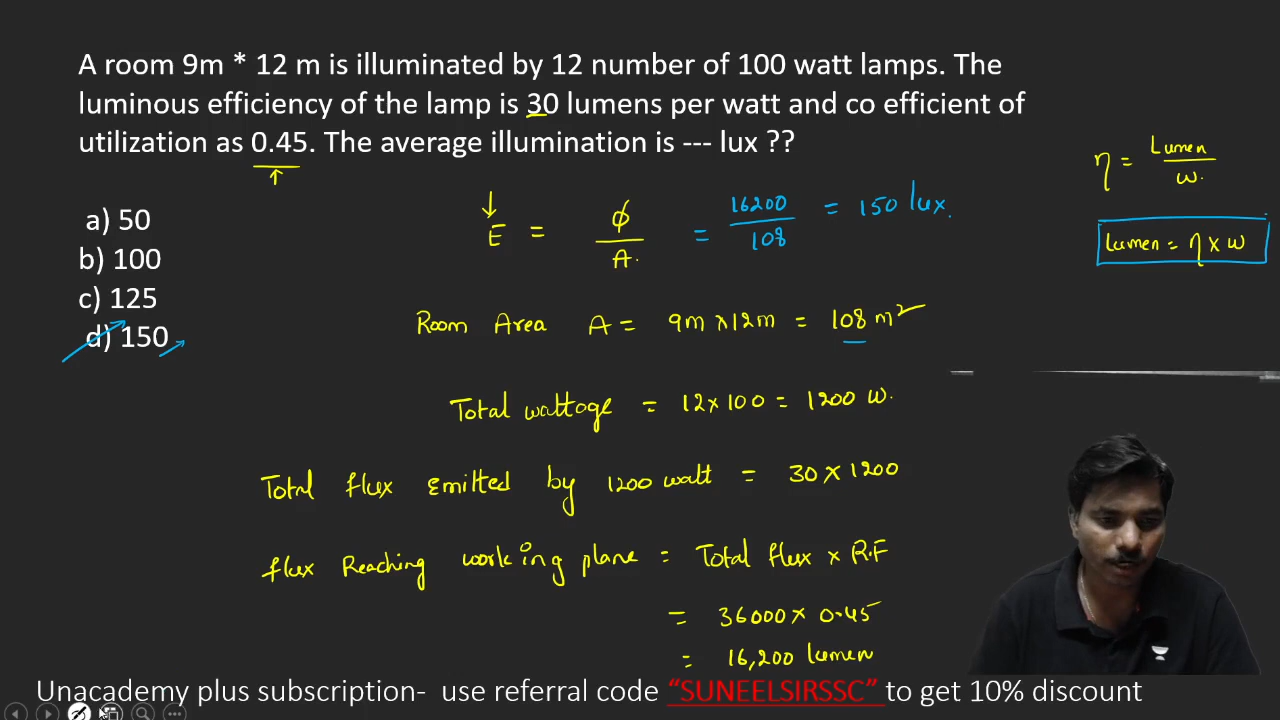 A room 9m * 12 m is illuminated by 12 number of 100 watt lamps. The
luminous efficiency of the lamp is 30 lumens per watt and co efficient of
utilization as 0.45. The average illumination is --- lux ??
η = Lumen / w.
Lumen = η x w
a) 50
b) 100
c) 125
d) 150
E = ϕ / A. = 16200 / 108 = 150 lux.
Room Area A = 9m x 12m = 108 m²
Total wattage = 12 x 100 = 1200 w.
Total flux Emitted by 1200 watt = 30 x 1200
flux Reaching working plane = Total flux x R.F
= 36000 x 0.45
= 16,200 lumen
Unacademy plus subscription- use referral code “SUNEELSIRSSC” to get 10% discount